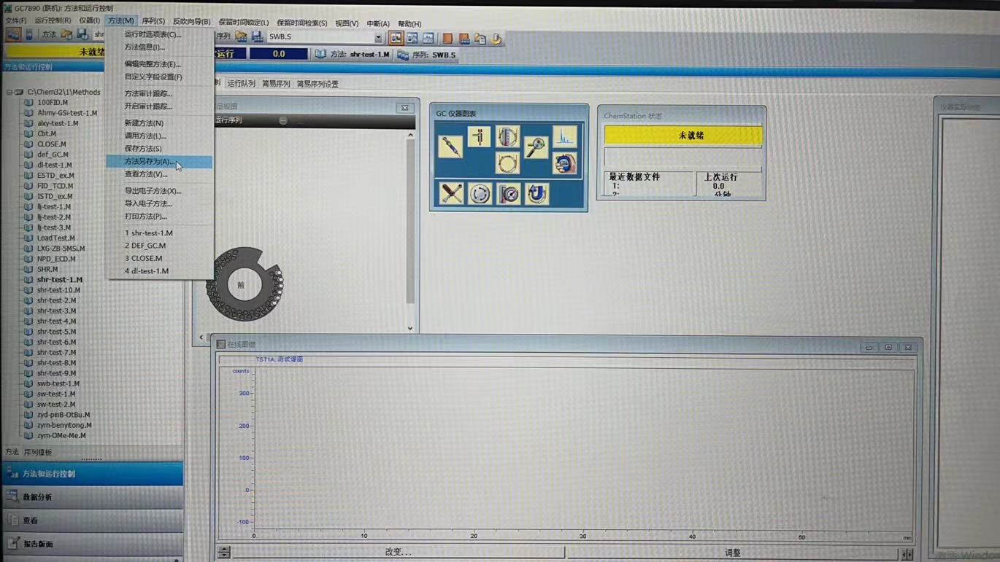 GC7890 (联机): 方法和运行控制
文件(F) 运行控制(R) 仪器(I) 方法(M) 序列(S) 反吹向导(B) 保留时间锁定(L) 保留时间检索(S) 视图(V) 中断(A) 帮助(H)
方法 shr 序列 SWB.S
未就绪 运行 0.0 方法: shr-test-1.M 序列: SWB.S
方法和运行控制
运行队列 简易序列 简易序列设置
运行时选项表(C)...
方法信息(I)...
编辑完整方法(E)...
自定义字段设置(F)
方法审计跟踪...
开启审计跟踪...
新建方法(N)
调用方法(L)...
保存方法(S)
方法另存为(A)...
查看方法(V)...
导出电子方法(X)...
导入电子方法...
打印方法(P)...
1 shr-test-1.M
2 DEF_GC.M
3 CLOSE.M
4 dl-test-1.M
C:\Chem32\1\Methods
100FID.M
Ahmy-GSi-test-1.M
alxy-test-1.M
Cbt.M
CLOSE.M
def_GC.M
dl-test-1.M
ESTD_ex.M
FID_TCD.M
ISTD_ex.M
llj-test-1.M
llj-test-2.M
llj-test-3.M
LoadTest.M
LXG-ZB-5MSi.M
NPD_ECD.M
SHR.M
shr-test-1.M
shr-test-10.M
shr-test-2.M
shr-test-3.M
shr-test-4.M
shr-test-5.M
shr-test-6.M
shr-test-7.M
shr-test-8.M
shr-test-9.M
swb-test-1.M
sw-test-1.M
sw-test-2.M
zyd-pinB-OtBu.M
zym-benyitong.M
zym-OMe-Me.M
方法 序列模板
方法和运行控制
数据分析
查看
报告版面
品视图
运行序列
前
GC 仪器图表
ChemStation 状态
未就绪
最近数据文件
1:
2:
上次运行
0.0
分钟
仪器实际状态
在线图谱
TST1A, 测试谱图
counts
300
200
100
0
-100
0 10 20 30 40 50 min
改变... 调整
激活 Window